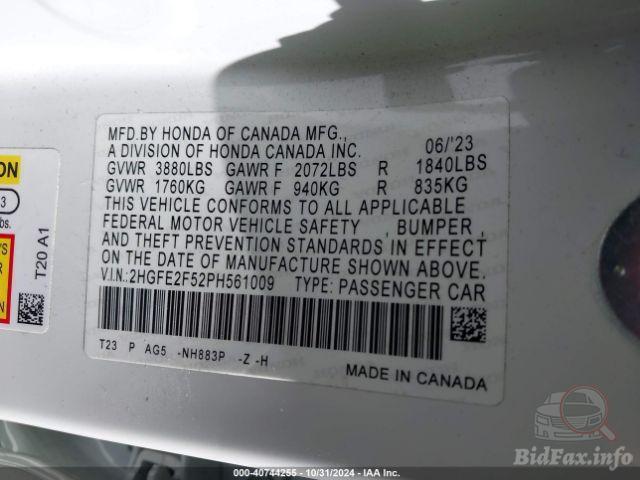 MFD.BY HONDA OF CANADA MFG.,
A DIVISION OF HONDA CANADA INC. 06/'23
GVWR 3880LBS GAWR F 2072LBS R 1840LBS
GVWR 1760KG GAWR F 940KG R 835KG
THIS VEHICLE CONFORMS TO ALL APPLICABLE
FEDERAL MOTOR VEHICLE SAFETY , BUMPER ,
AND THEFT PREVENTION STANDARDS IN EFFECT
ON THE DATE OF MANUFACTURE SHOWN ABOVE.
V.I.N: 2HGFE2F52PH561009 TYPE: PASSENGER CAR
T23 P AG5 -NH883P -Z -H
MADE IN CANADA
ION
3
bs.
'S
T20 A1
BidFax.info
000-40744255 - 10/31/2024 - IAA Inc.